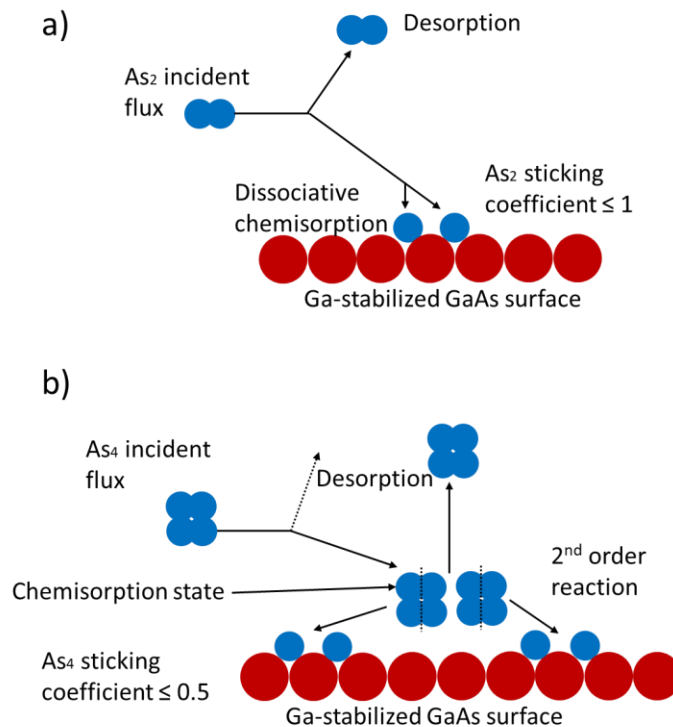 a)
Desorption
As₂ incident
flux
Dissociative
chemisorption
As₂ sticking
coefficient ≤ 1
Ga-stabilized GaAs surface
b)
As₄ incident
flux
Desorption
2ⁿᵈ order
reaction
Chemisorption state
As₄ sticking
coefficient ≤ 0.5
Ga-stabilized GaAs surface